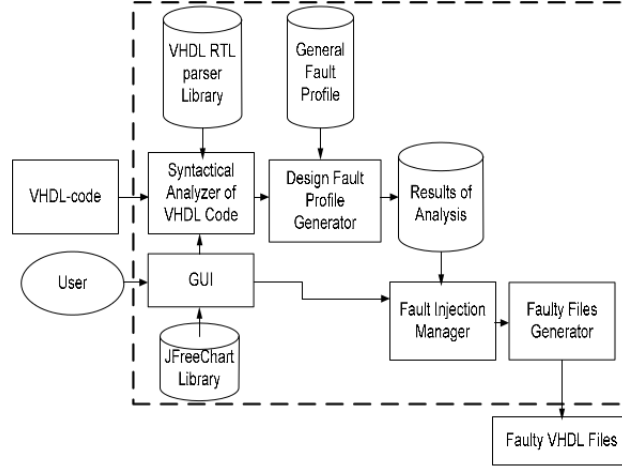 VHDL RTL
parser
Library
General
Fault
Profile
VHDL-code
Syntactical
Analyzer of
VHDL Code
Design Fault
Profile
Generator
Results of
Analysis
User
GUI
Fault Injection
Manager
Faulty Files
Generator
JFreeChart
Library
Faulty VHDL Files